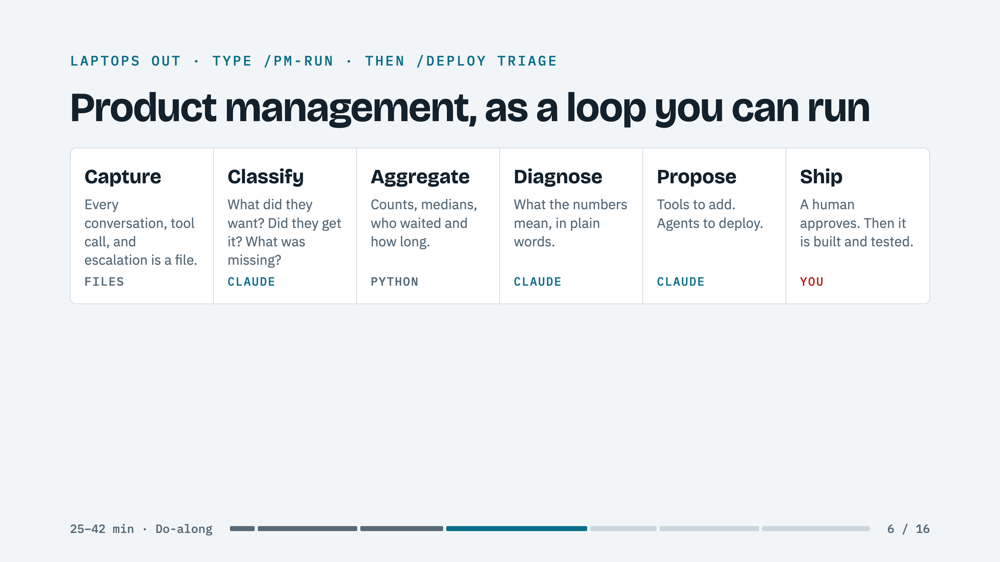 LAPTOPS OUT · TYPE /PM-RUN · THEN /DEPLOY TRIAGE
Product management, as a loop you can run
Capture
Every
conversation, tool
call, and
escalation is a file.
FILES
Classify
What did they
want? Did they get
it? What was
missing?
CLAUDE
Aggregate
Counts, medians,
who waited and
how long.
PYTHON
Diagnose
What the numbers
mean, in plain
words.
CLAUDE
Propose
Tools to add.
Agents to deploy.
CLAUDE
Ship
A human
approves. Then it
is built and tested.
YOU
25–42 min · Do-along
6 / 16